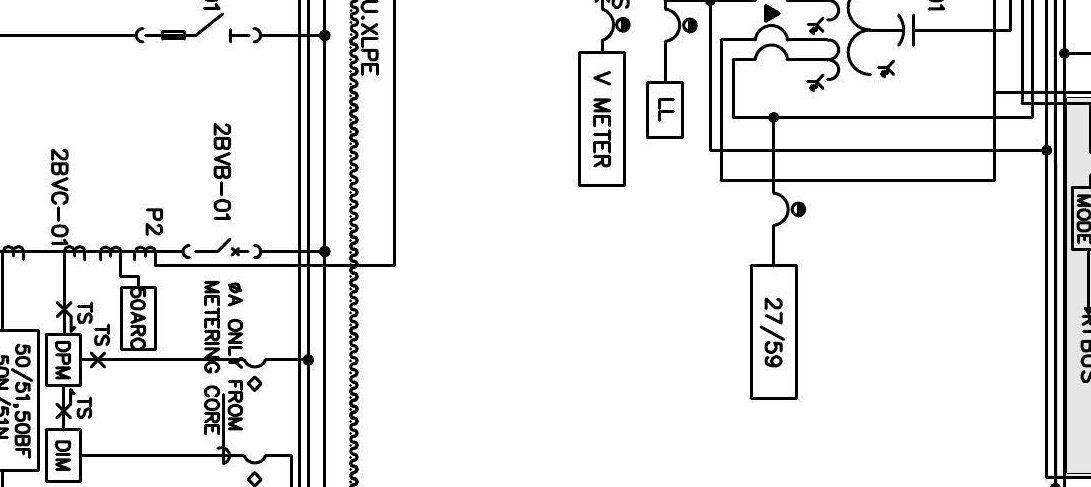 U.XLPE
V METER
LL
2BVB-01
2BVC-01
P2
27/59
MODE
50ARC
ØA ONLY FROM
METERING CORE
TS
TS
DPM
TS
DIM
50/51,50BF
50N/51N